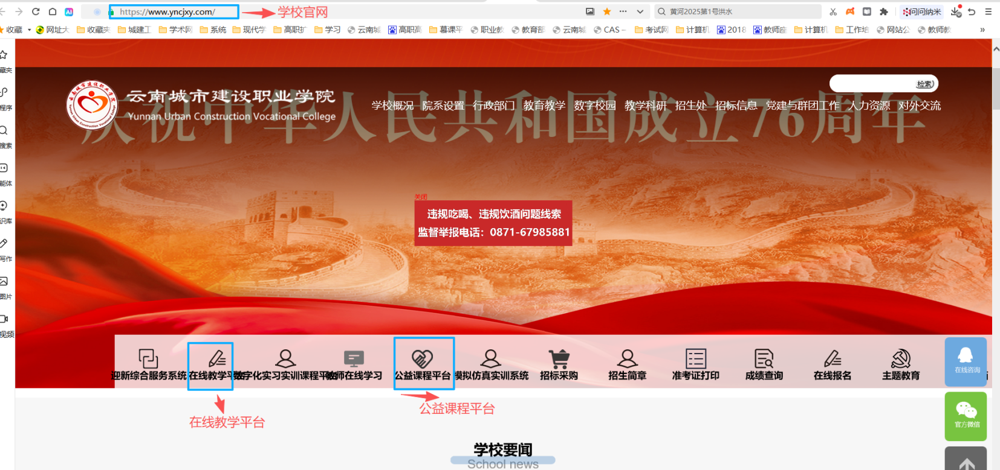 https://www.yncjxy.com/
学校官网
黄河2025第1号洪水
问问纳米
收藏
网址大
收藏夹
城建工
学术网
系统
现代学
高职扩
学习
云南城
高职高
慕课平
职业教
教育部
云南城
CAS –
考试网
计算机
2018
教师座
计算机
工作培
网站公
教师教
»
藏夹
程序
搜索
能体
识库
写作
图片
视频
云南城市建设职业学院
Yunnan Urban Construction Vocational College
检索
学校概况 院系设置 行政部门 教育教学 数字校园 教学科研 招生处 招标信息 党建与群团工作 人力资源 对外交流
庆祝中华人民共和国成立76周年
关闭
违规吃喝、违规饮酒问题线索
监督举报电话：0871-67985881
迎新综合服务系统
在线教学平台
数字化实习实训课程平台
教师在线学习
公益课程平台
模拟仿真实训系统
招标采购
招生简章
准考证打印
成绩查询
在线报名
主题教育
在线咨询
官方微信
在线教学平台
公益课程平台
学校要闻
School news